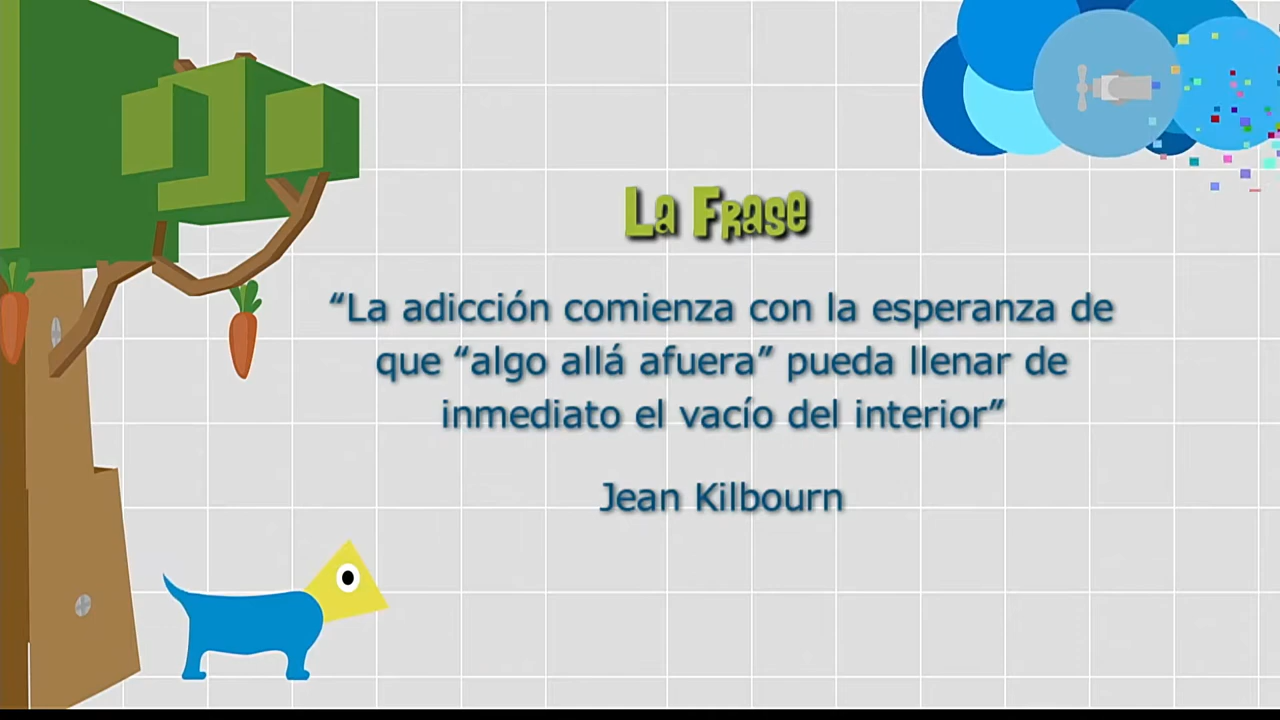 La Frase
“La adicción comienza con la esperanza de
que “algo allá afuera” pueda llenar de
inmediato el vacío del interior”
Jean Kilbourn